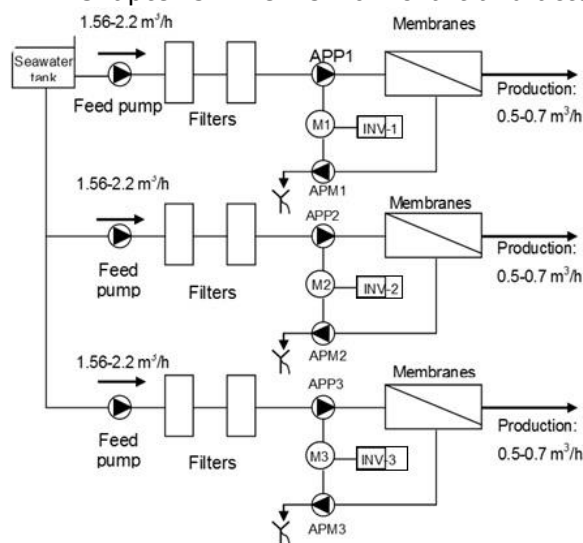 1.56-2.2 m³/h
Seawater
tank
Feed pump
Filters
APP1
M1
INV-1
APM1
Membranes
Production:
0.5-0.7 m³/h
1.56-2.2 m³/h
Feed
pump
Filters
APP2
M2
INV-2
APM2
Membranes
Production:
0.5-0.7 m³/h
1.56-2.2 m³/h
Feed
pump
Filters
APP3
M3
INV-3
APM3
Membranes
Production:
0.5-0.7 m³/h